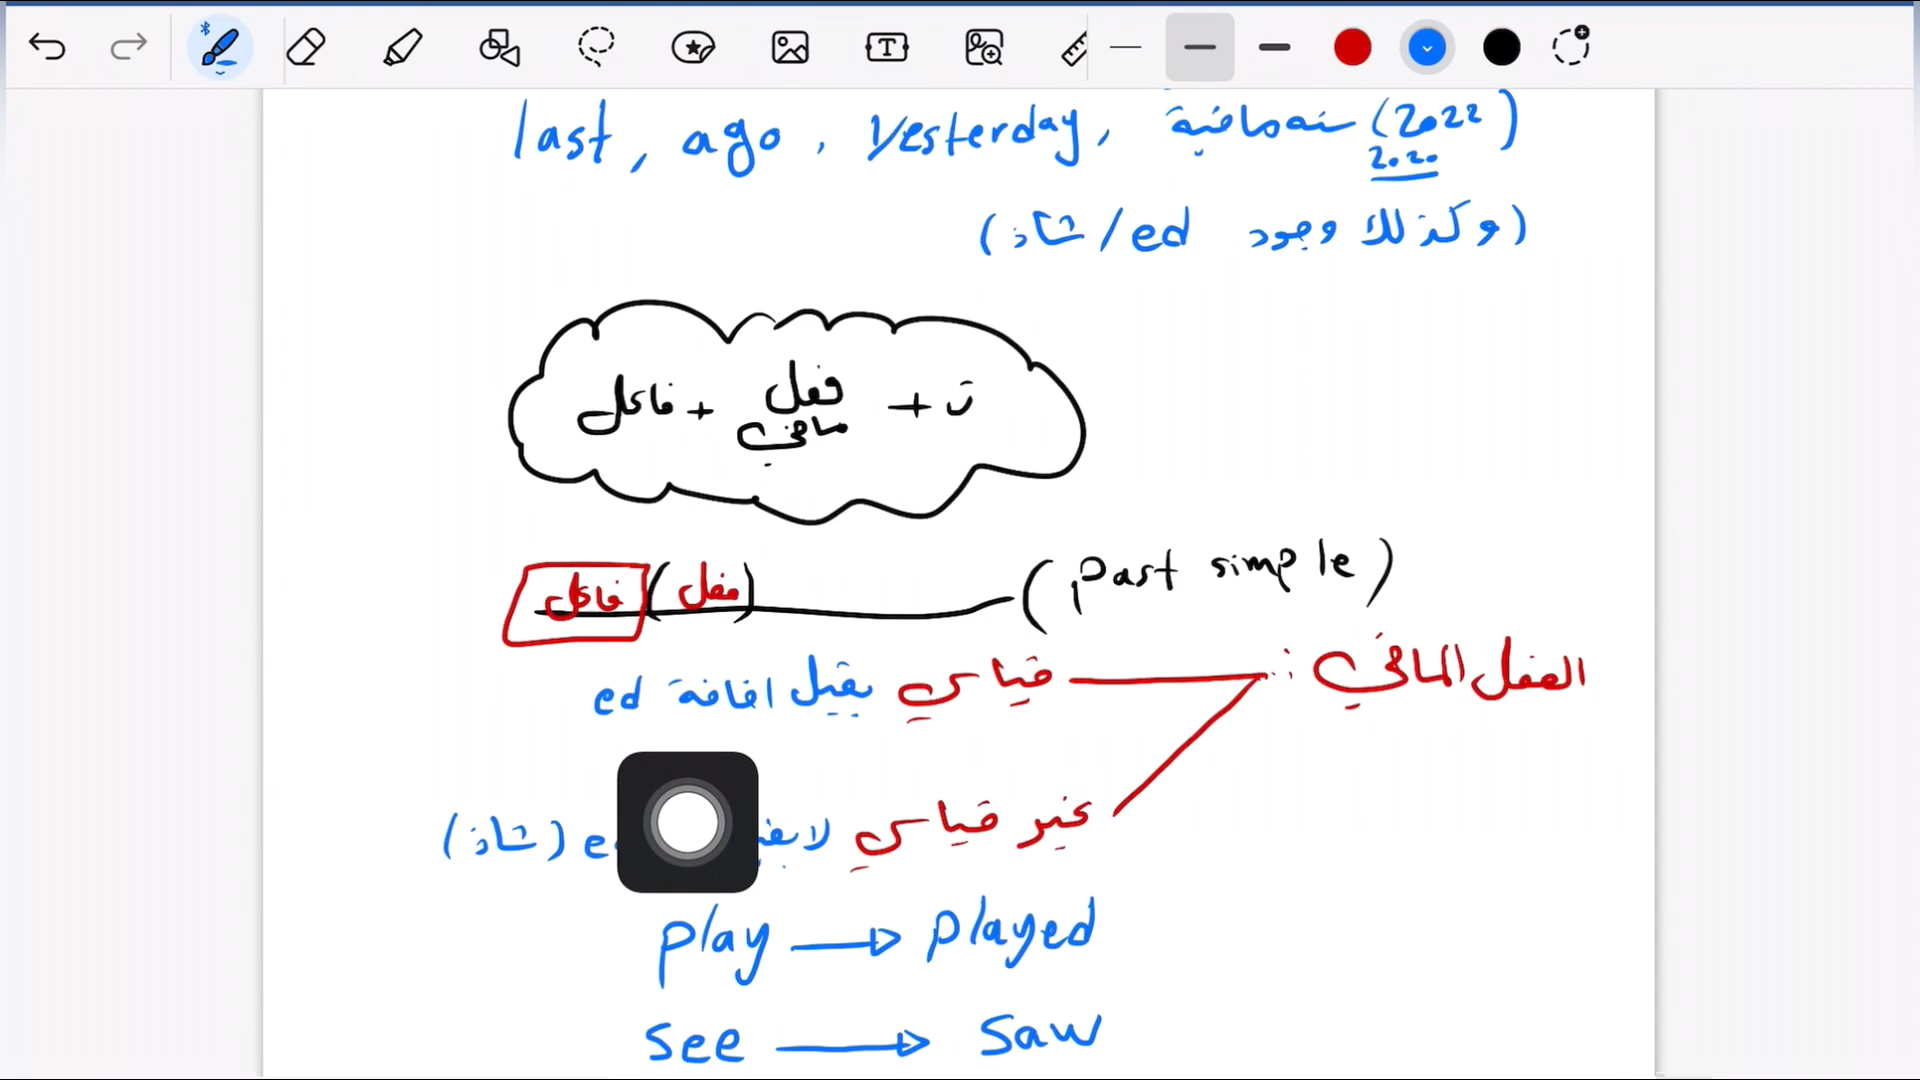 last, ago, Yesterday, سنة ماضية (2022)
2020
(وكذلك وجود ed / شاذ)
فاعل + فعل ماضي + ت
فاعل (فعل) (Past simple)
الفعل الماضي :
قياسي يقبل اضافة ed
غير قياسي لا (شاذ)
play → played
see → saw